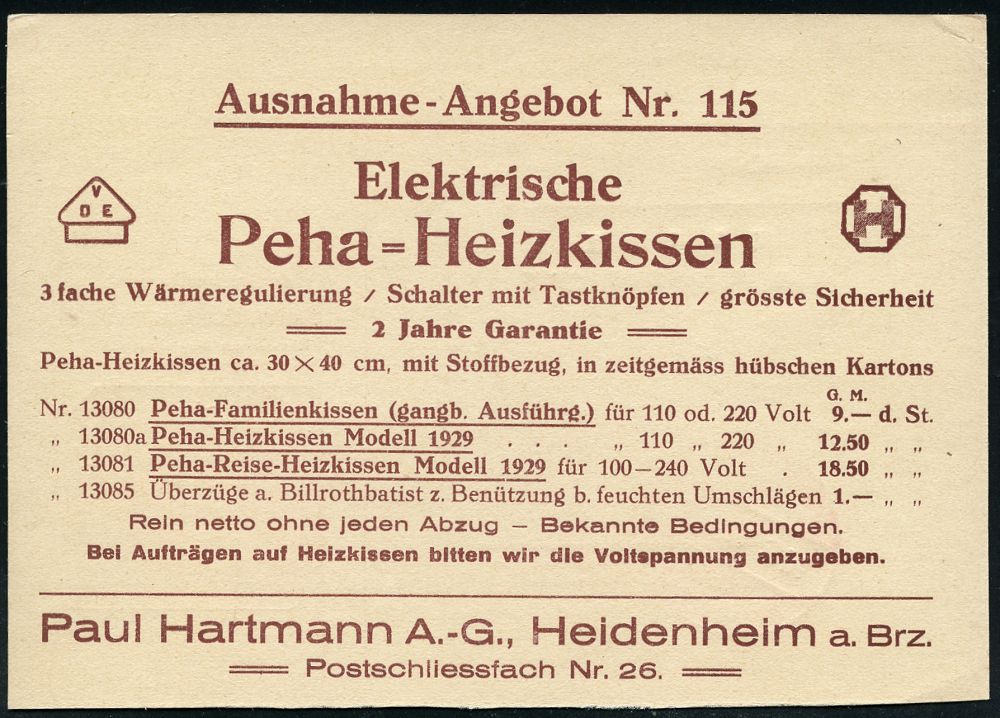 Ausnahme-Angebot Nr. 115
Elektrische
V
D E
H
Peha=Heizkissen
3 fache Wärmeregulierung / Schalter mit Tastknöpfen / grösste Sicherheit
2 Jahre Garantie
Peha-Heizkissen ca. 30 × 40 cm, mit Stoffbezug, in zeitgemäss hübschen Kartons
G. M.
Nr. 13080 Peha-Familienkissen (gangb. Ausführg.) für 110 od. 220 Volt 9.— d. St.
„ 13080a Peha-Heizkissen Modell 1929 . . . „ 110 „ 220 „ 12.50 „ „
„ 13081 Peha-Reise-Heizkissen Modell 1929 für 100—240 Volt . 18.50 „ „
„ 13085 Überzüge a. Billrothbatist z. Benützung b. feuchten Umschlägen 1.— „ „
Rein netto ohne jeden Abzug — Bekannte Bedingungen.
Bei Aufträgen auf Heizkissen bitten wir die Voltspannung anzugeben.
Paul Hartmann A.-G., Heidenheim a. Brz.
Postschliessfach Nr. 26.